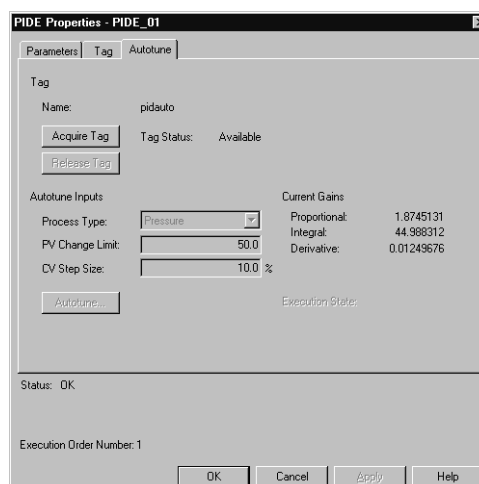 PIDE Properties - PIDE_01
Parameters Tag Autotune
Tag
Name: pidauto
Acquire Tag Tag Status: Available
Release Tag
Autotune Inputs Current Gains
Process Type: Pressure Proportional: 1.8745131
PV Change Limit: 50.0 Integral: 44.988312
CV Step Size: 10.0 % Derivative: 0.01249676
Autotune... Execution State:
Status: OK
Execution Order Number: 1
OK Cancel Apply Help